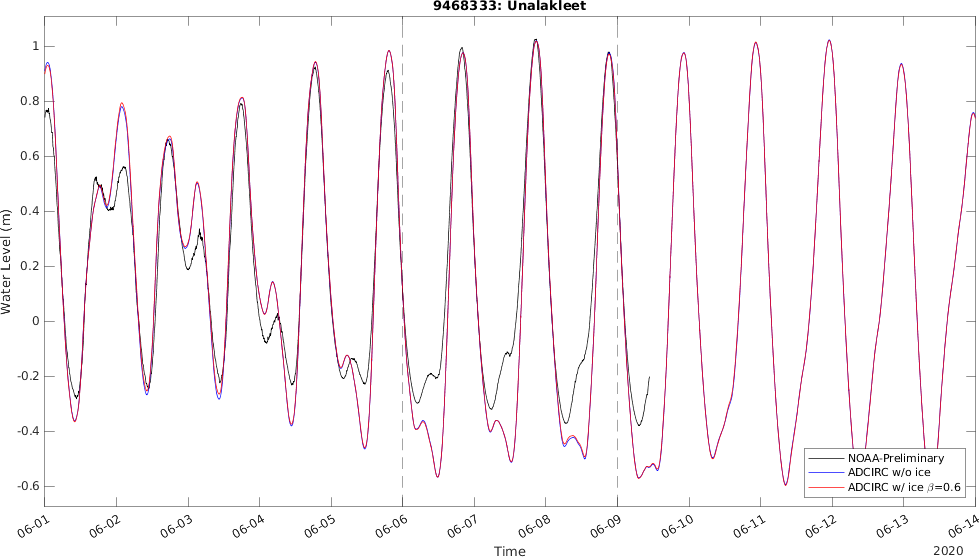 9468333: Unalakleet
Water Level (m)
1
0.8
0.6
0.4
0.2
0
-0.2
-0.4
-0.6
NOAA-Preliminary
ADCIRC w/o ice
ADCIRC w/ ice β=0.6
06-01 06-02 06-03 06-04 06-05 06-06 06-07 06-08 06-09 06-10 06-11 06-12 06-13 06-14
Time 2020